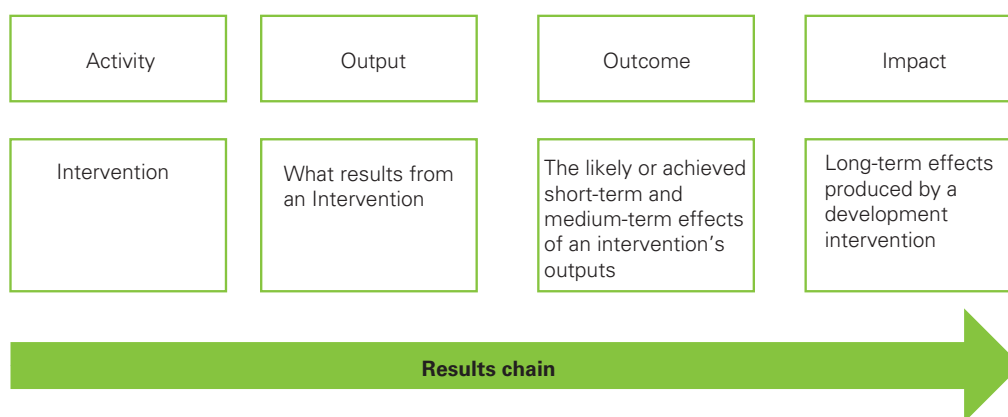 Activity
Output
Outcome
Impact
Intervention
What results from
an Intervention
The likely or achieved
short-term and
medium-term effects
of an intervention’s
outputs
Long-term effects
produced by a
development
intervention
Results chain